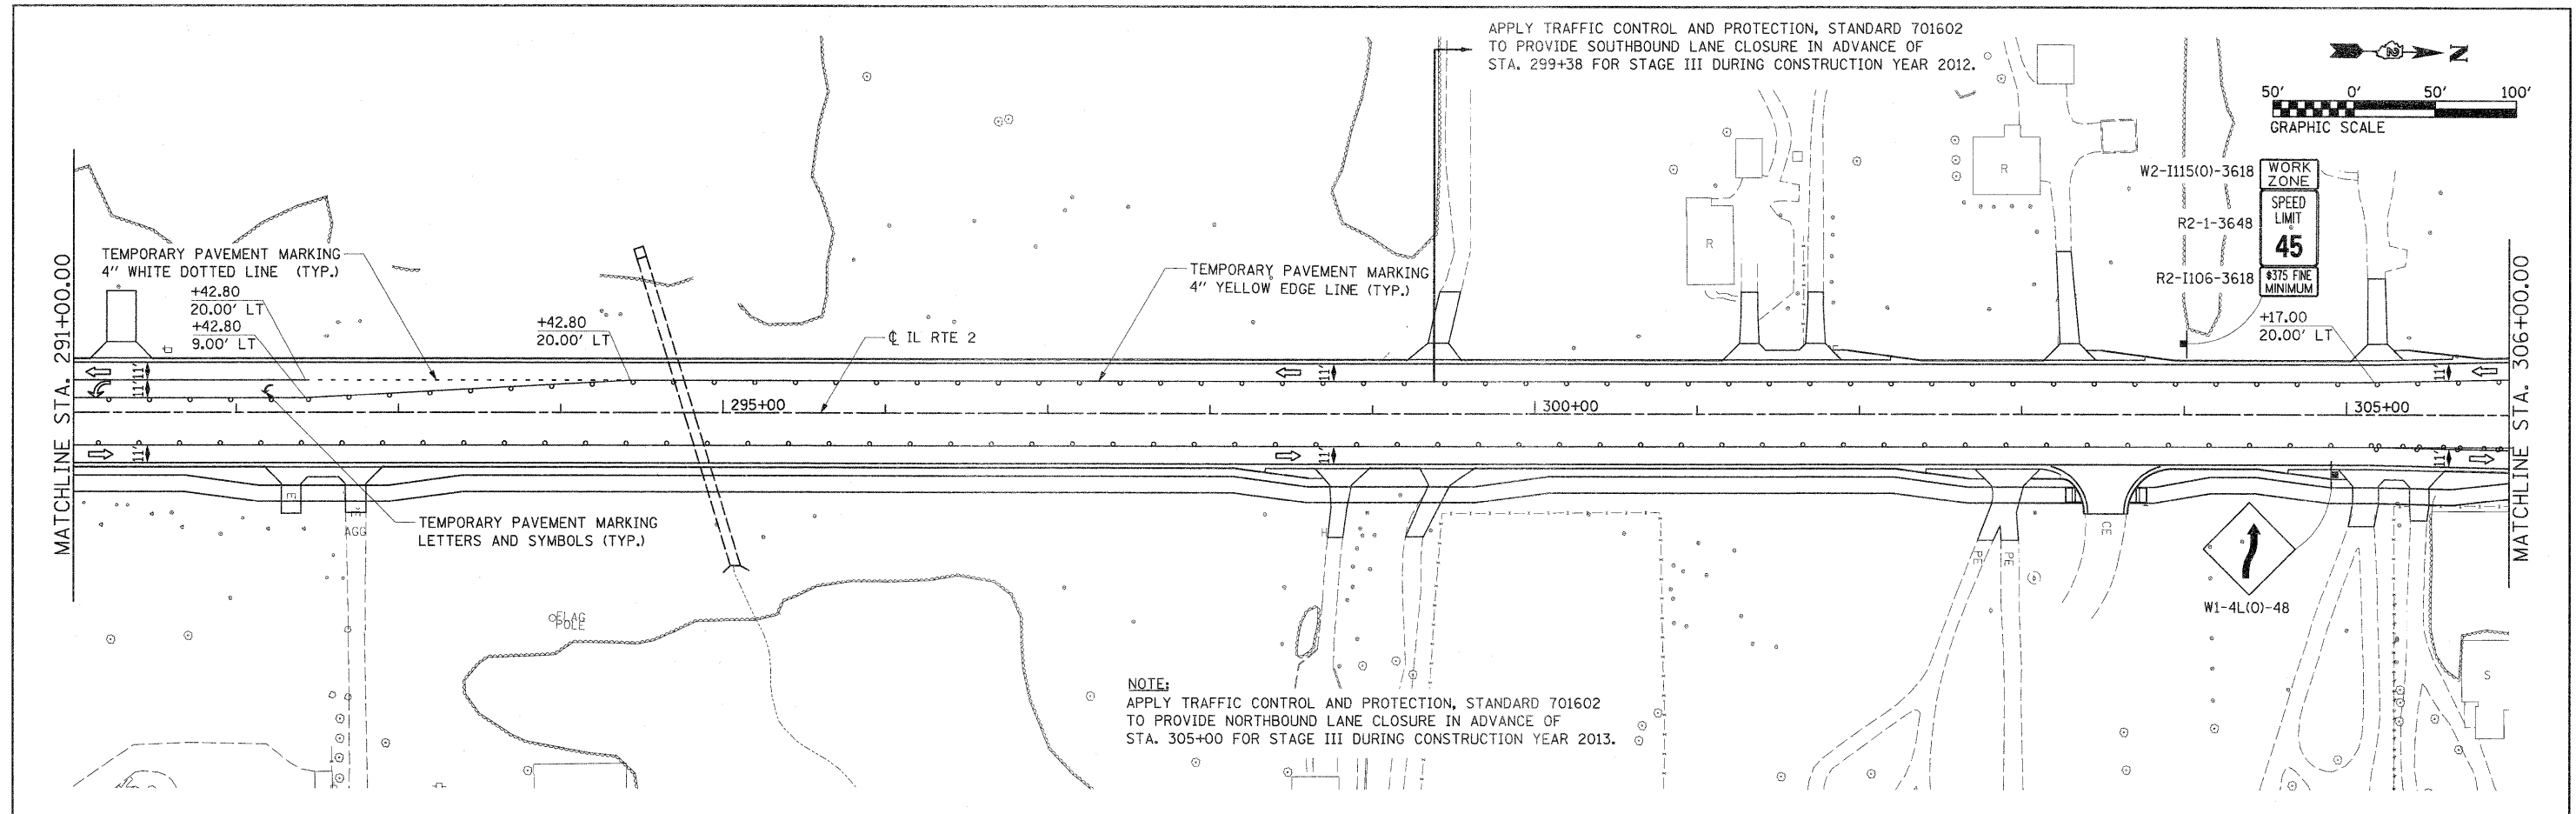 APPLY TRAFFIC CONTROL AND PROTECTION, STANDARD 701602
TO PROVIDE SOUTHBOUND LANE CLOSURE IN ADVANCE OF
STA. 299+38 FOR STAGE III DURING CONSTRUCTION YEAR 2012.
2
N
50' 0' 50' 100'
GRAPHIC SCALE
W2-I115(O)-3618
WORK
ZONE
R2-1-3648
SPEED
LIMIT
45
R2-I106-3618
$375 FINE
MINIMUM
+17.00
20.00' LT
R
R
MATCHLINE STA. 291+00.00
TEMPORARY PAVEMENT MARKING
4" WHITE DOTTED LINE (TYP.)
+42.80
20.00' LT
+42.80
9.00' LT
+42.80
20.00' LT
TEMPORARY PAVEMENT MARKING
4" YELLOW EDGE LINE (TYP.)
℄ IL RTE 2
11'
11'
11'
11'
295+00
300+00
305+00
11'
11'
11'
MATCHLINE STA. 306+00.00
E
E
AGG
TEMPORARY PAVEMENT MARKING
LETTERS AND SYMBOLS (TYP.)
H
PE
PE
CE
W1-4L(O)-48
FLAG
POLE
S
NOTE:
APPLY TRAFFIC CONTROL AND PROTECTION, STANDARD 701602
TO PROVIDE NORTHBOUND LANE CLOSURE IN ADVANCE OF
STA. 305+00 FOR STAGE III DURING CONSTRUCTION YEAR 2013.